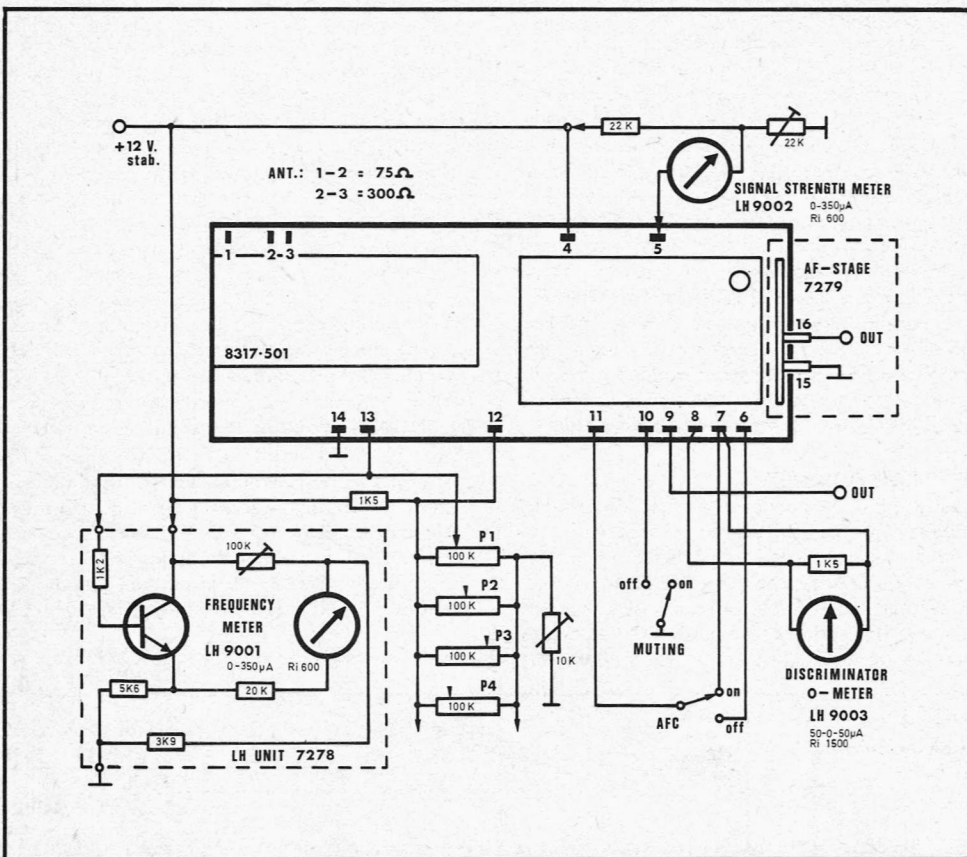 +12 V.
stab.
22 K
22K
ANT.: 1-2 = 75Ω
2-3 = 300Ω
SIGNAL STRENGTH METER
LH 9002 0-350µA
Ri 600
1 2-3
4
5
AF-STAGE
7279
16
OUT
15
8317·501
14 13 12 11 10 9 8 7 6
1K5
OUT
100K
1K2
P1
100 K
1K5
FREQUENCY
METER
LH 9001
0-350µA Ri 600
P2
100K
off on
P3
100 K
10K
MUTING
P4
100 K
DISCRIMINATOR
O-METER
LH 9003
50-0-50µA
Ri 1500
5K6
20 K
on
AFC
off
3K9
LH UNIT 7278